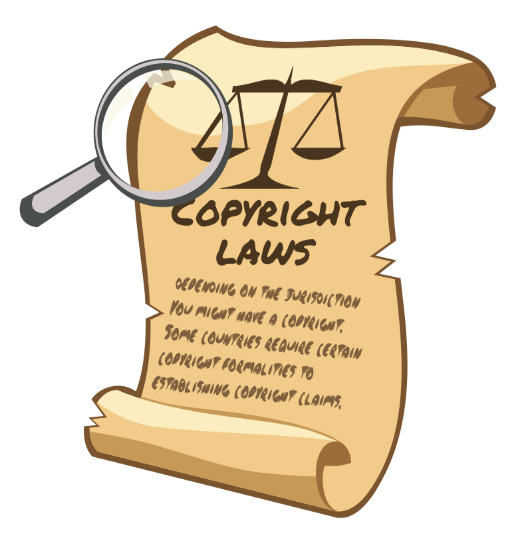 COPYRIGHT
LAWS
DEPENDING ON THE JURISDICTION
YOU MIGHT HAVE A COPYRIGHT.
SOME COUNTRIES REQUIRE CERTAIN
COPYRIGHT FORMALITIES TO
ESTABLISHING COPYRIGHT CLAIMS.